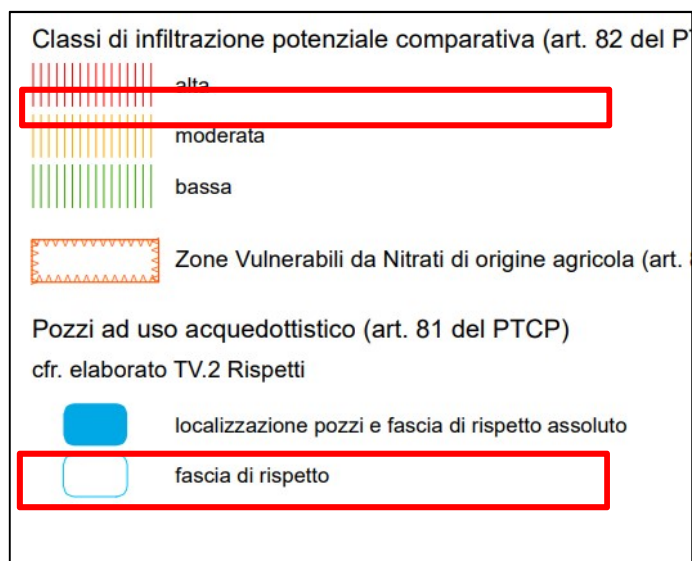 Classi di infiltrazione potenziale comparativa (art. 82 del P
alta
moderata
bassa
Zone Vulnerabili da Nitrati di origine agricola (art.
Pozzi ad uso acquedottistico (art. 81 del PTCP)
cfr. elaborato TV.2 Rispetti
localizzazione pozzi e fascia di rispetto assoluto
fascia di rispetto